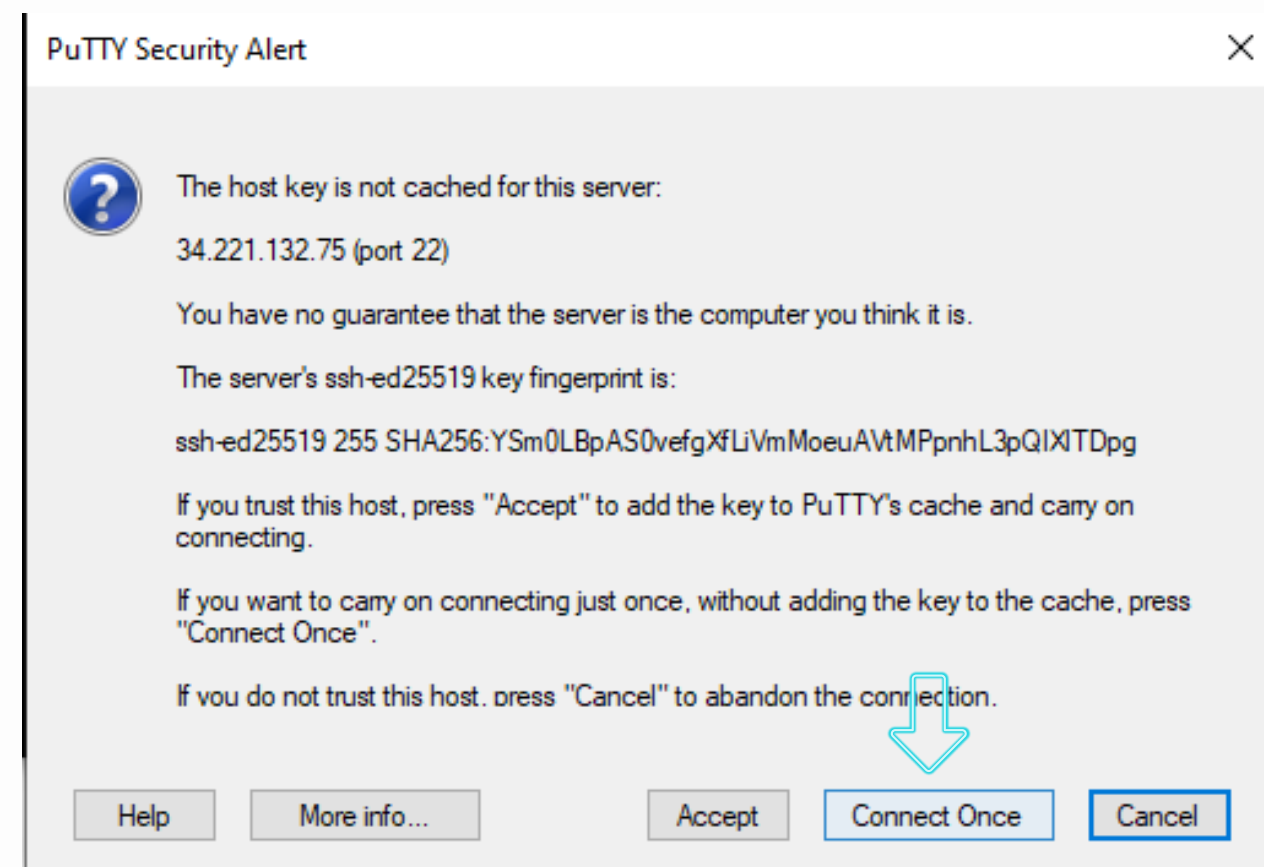 PuTTY Security Alert
The host key is not cached for this server:
34.221.132.75 (port 22)
You have no guarantee that the server is the computer you think it is.
The server's ssh-ed25519 key fingerprint is:
ssh-ed25519 255 SHA256:YSm0LBpAS0vefgXfLiVmMoeuAVtMPpnhL3pQIXITDpg
If you trust this host, press "Accept" to add the key to PuTTY's cache and carry on
connecting.
If you want to carry on connecting just once, without adding the key to the cache, press
"Connect Once".
If you do not trust this host, press "Cancel" to abandon the connection.
Help More info... Accept Connect Once Cancel